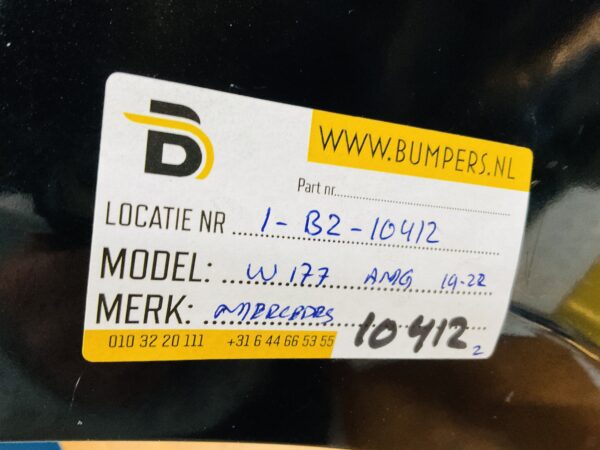 WWW.BUMPERS.NL
Part nr
LOCATIE NR 1-B2-10412
MODEL: W177 AMG 19-22
MERK: MERCEDES
010 32 20 111 +31 6 44 66 53 55 10412 2